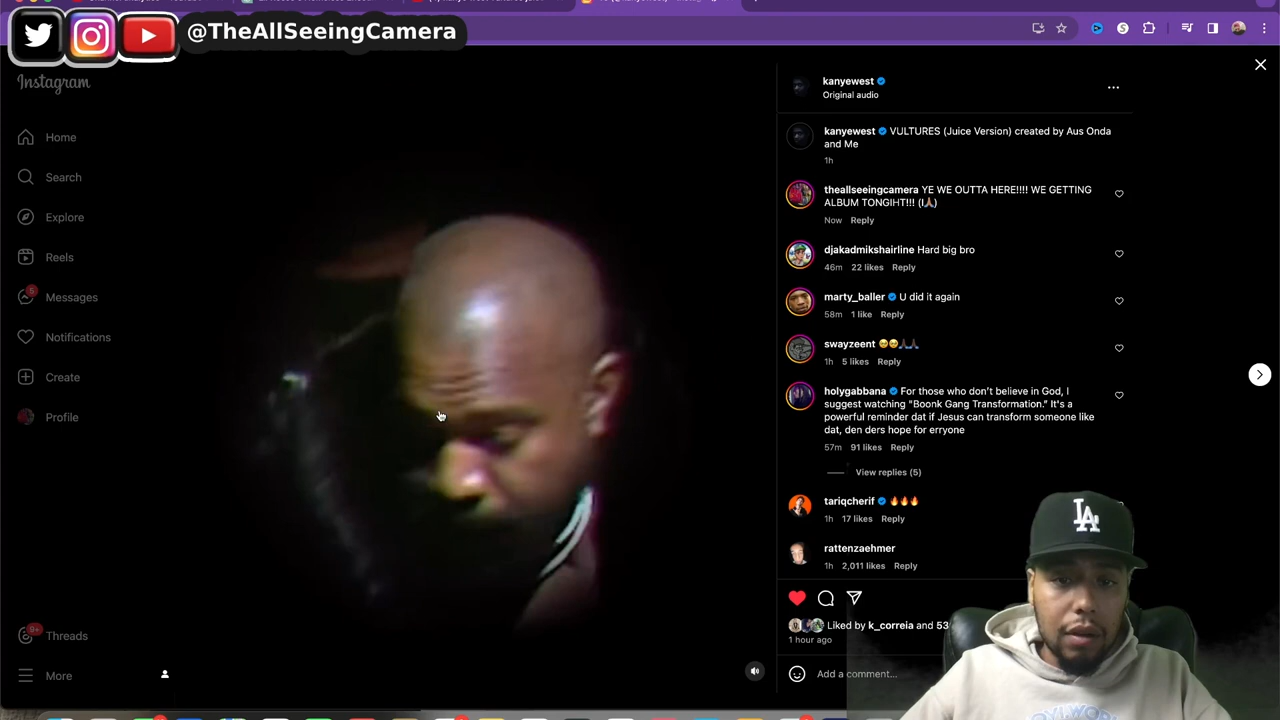 @TheAllSeeingCamera
Instagram
Home
Search
Explore
Reels
5
Messages
Notifications
Create
Profile
9+
Threads
More
kanyewest
Original audio
kanyewest VULTURES (Juice Version) created by Aus Onda
and Me
1h
theallseeingcamera YE WE OUTTA HERE!!!! WE GETTING
ALBUM TONGIHT!!! (I🙏)
Now Reply
djakadmikshairline Hard big bro
46m 22 likes Reply
marty_baller U did it again
58m 1 like Reply
swayzeent 🥹🥹🙏🏾🙏🏾
1h 5 likes Reply
holygabbana For those who don't believe in God, I
suggest watching "Boonk Gang Transformation." It's a
powerful reminder dat if Jesus can transform someone like
dat, den ders hope for erryone
57m 91 likes Reply
View replies (5)
tariqcherif 🔥🔥🔥
1h 17 likes Reply
rattenzaehmer
1h 2,011 likes Reply
Liked by k_correia and 53
1 hour ago
Add a comment...
LA